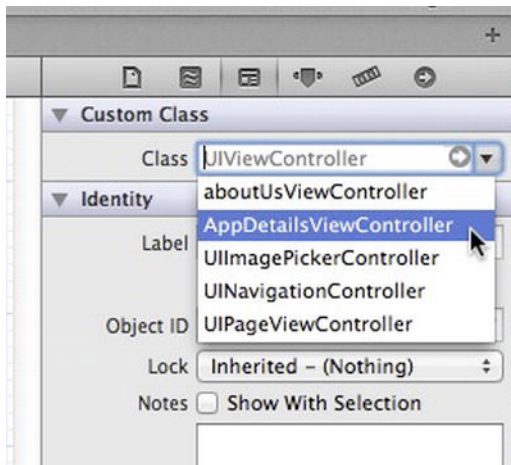 +
Custom Class
Class UIViewController
aboutUsViewController
Identity
AppDetailsViewController
Label
UIImagePickerController
UINavigationController
Object ID UIPageViewController
Lock Inherited – (Nothing)
Notes Show With Selection